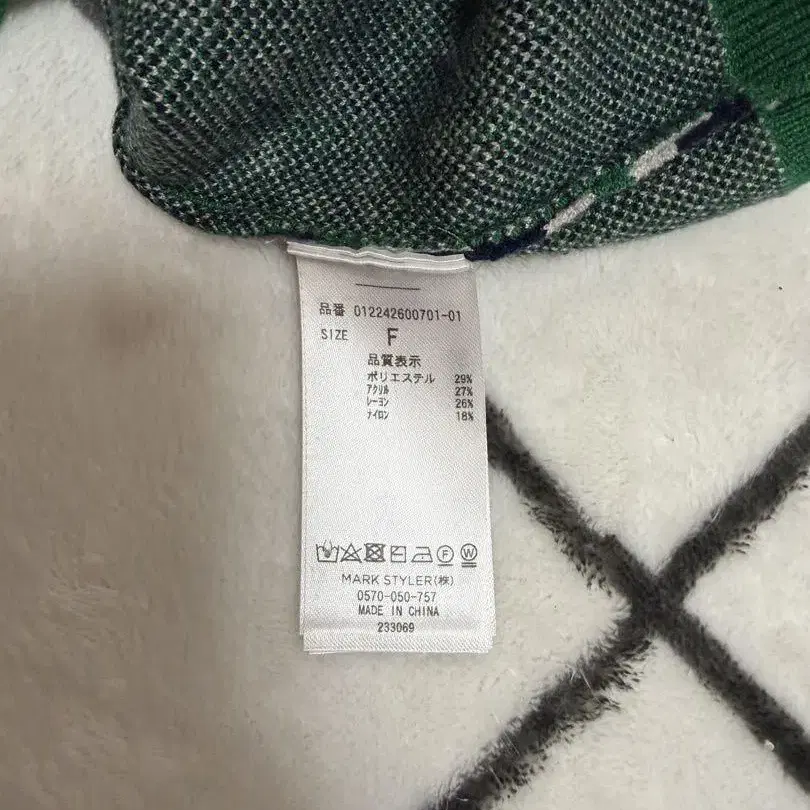 品番 012242600701-01
SIZE F
品質表示
ポリエステル 29%
アクリル 27%
レーヨン 26%
ナイロン 18%
F W
MARK STYLER(株)
0570-050-757
MADE IN CHINA
233069